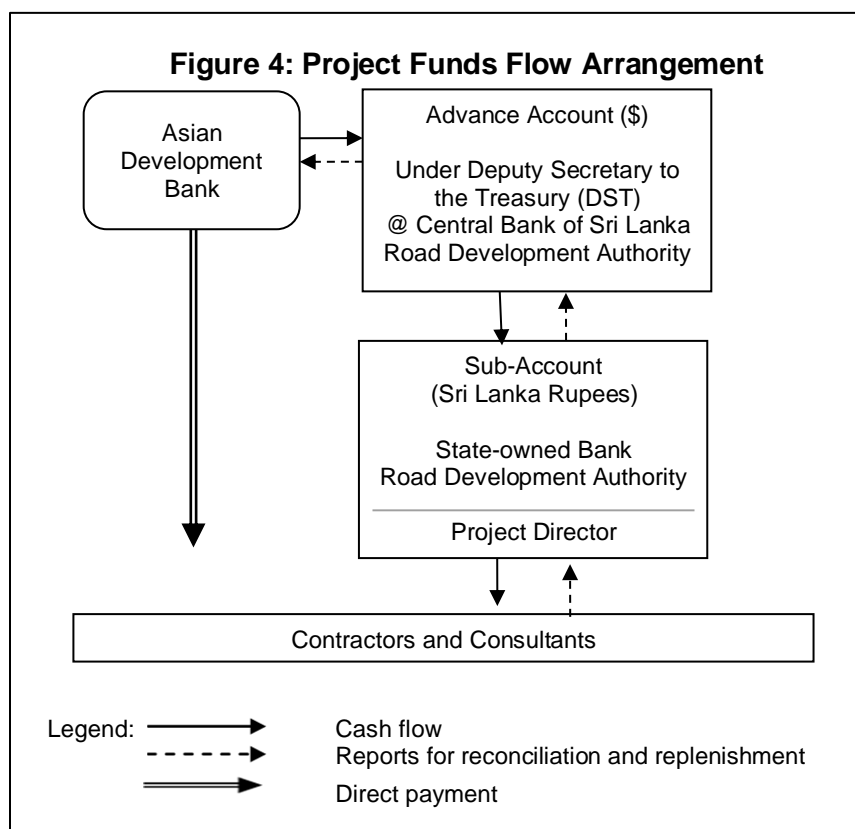 Figure 4: Project Funds Flow Arrangement
Asian
Development
Bank
Advance Account ($)
Under Deputy Secretary to
the Treasury (DST)
@ Central Bank of Sri Lanka
Road Development Authority
Sub-Account
(Sri Lanka Rupees)
State-owned Bank
Road Development Authority
Project Director
Contractors and Consultants
Legend:
Cash flow
Reports for reconciliation and replenishment
Direct payment